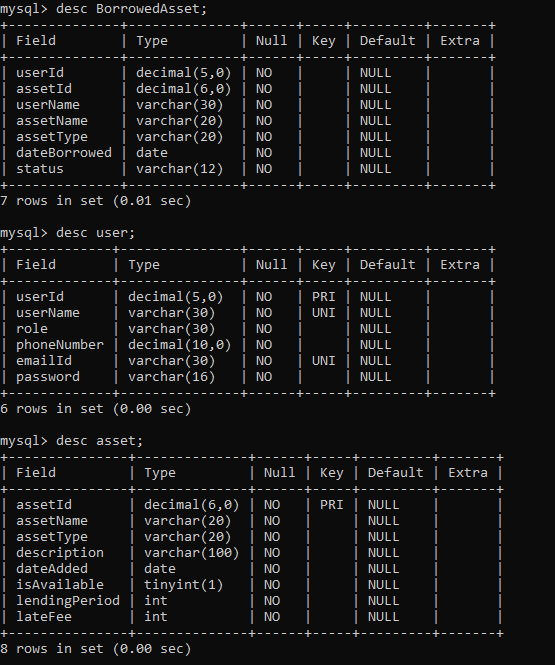 mysql> desc BorrowedAsset;
+--------------+--------------+------+-----+---------+-------+
| Field        | Type         | Null | Key | Default | Extra |
+--------------+--------------+------+-----+---------+-------+
| userId       | decimal(5,0) | NO   |     | NULL    |       |
| assetId      | decimal(6,0) | NO   |     | NULL    |       |
| userName     | varchar(30)  | NO   |     | NULL    |       |
| assetName    | varchar(20)  | NO   |     | NULL    |       |
| assetType    | varchar(20)  | NO   |     | NULL    |       |
| dateBorrowed | date         | NO   |     | NULL    |       |
| status       | varchar(12)  | NO   |     | NULL    |       |
+--------------+--------------+------+-----+---------+-------+
7 rows in set (0.01 sec)

mysql> desc user;
+-------------+---------------+------+-----+---------+-------+
| Field       | Type          | Null | Key | Default | Extra |
+-------------+---------------+------+-----+---------+-------+
| userId      | decimal(5,0)  | NO   | PRI | NULL    |       |
| userName    | varchar(30)   | NO   | UNI | NULL    |       |
| role        | varchar(30)   | NO   |     | NULL    |       |
| phoneNumber | decimal(10,0) | NO   |     | NULL    |       |
| emailId     | varchar(30)   | NO   | UNI | NULL    |       |
| password    | varchar(16)   | NO   |     | NULL    |       |
+-------------+---------------+------+-----+---------+-------+
6 rows in set (0.00 sec)

mysql> desc asset;
+---------------+--------------+------+-----+---------+-------+
| Field         | Type         | Null | Key | Default | Extra |
+---------------+--------------+------+-----+---------+-------+
| assetId       | decimal(6,0) | NO   | PRI | NULL    |       |
| assetName     | varchar(20)  | NO   |     | NULL    |       |
| assetType     | varchar(20)  | NO   |     | NULL    |       |
| description   | varchar(100) | NO   |     | NULL    |       |
| dateAdded     | date         | NO   |     | NULL    |       |
| isAvailable   | tinyint(1)   | NO   |     | NULL    |       |
| lendingPeriod | int          | NO   |     | NULL    |       |
| lateFee       | int          | NO   |     | NULL    |       |
+---------------+--------------+------+-----+---------+-------+
8 rows in set (0.00 sec)